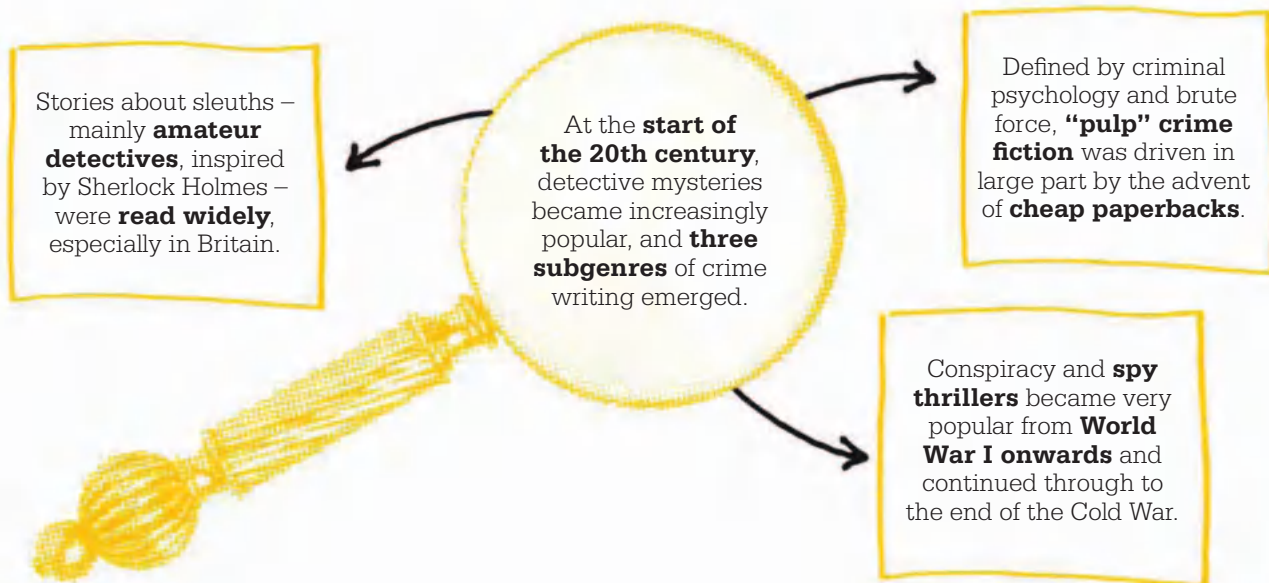 Stories about sleuths –
mainly amateur
detectives, inspired
by Sherlock Holmes –
were read widely,
especially in Britain.
At the start of
the 20th century,
detective mysteries
became increasingly
popular, and three
subgenres of crime
writing emerged.
Defined by criminal
psychology and brute
force, “pulp” crime
fiction was driven in
large part by the advent
of cheap paperbacks.
Conspiracy and spy
thrillers became very
popular from World
War I onwards and
continued through to
the end of the Cold War.